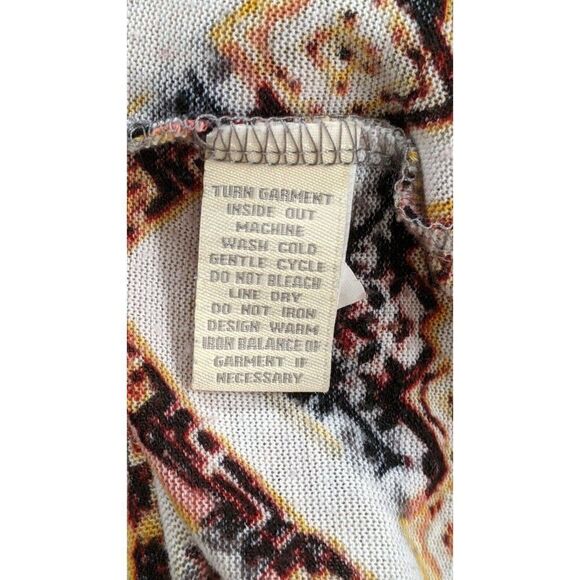 TURN GARMENT
INSIDE OUT
MACHINE
WASH COLD
GENTLE CYCLE
DO NOT BLEACH
LINE DRY
DO NOT IRON
DESIGN WARM
IRON BALANCE OF
GARMENT IF
NECESSARY